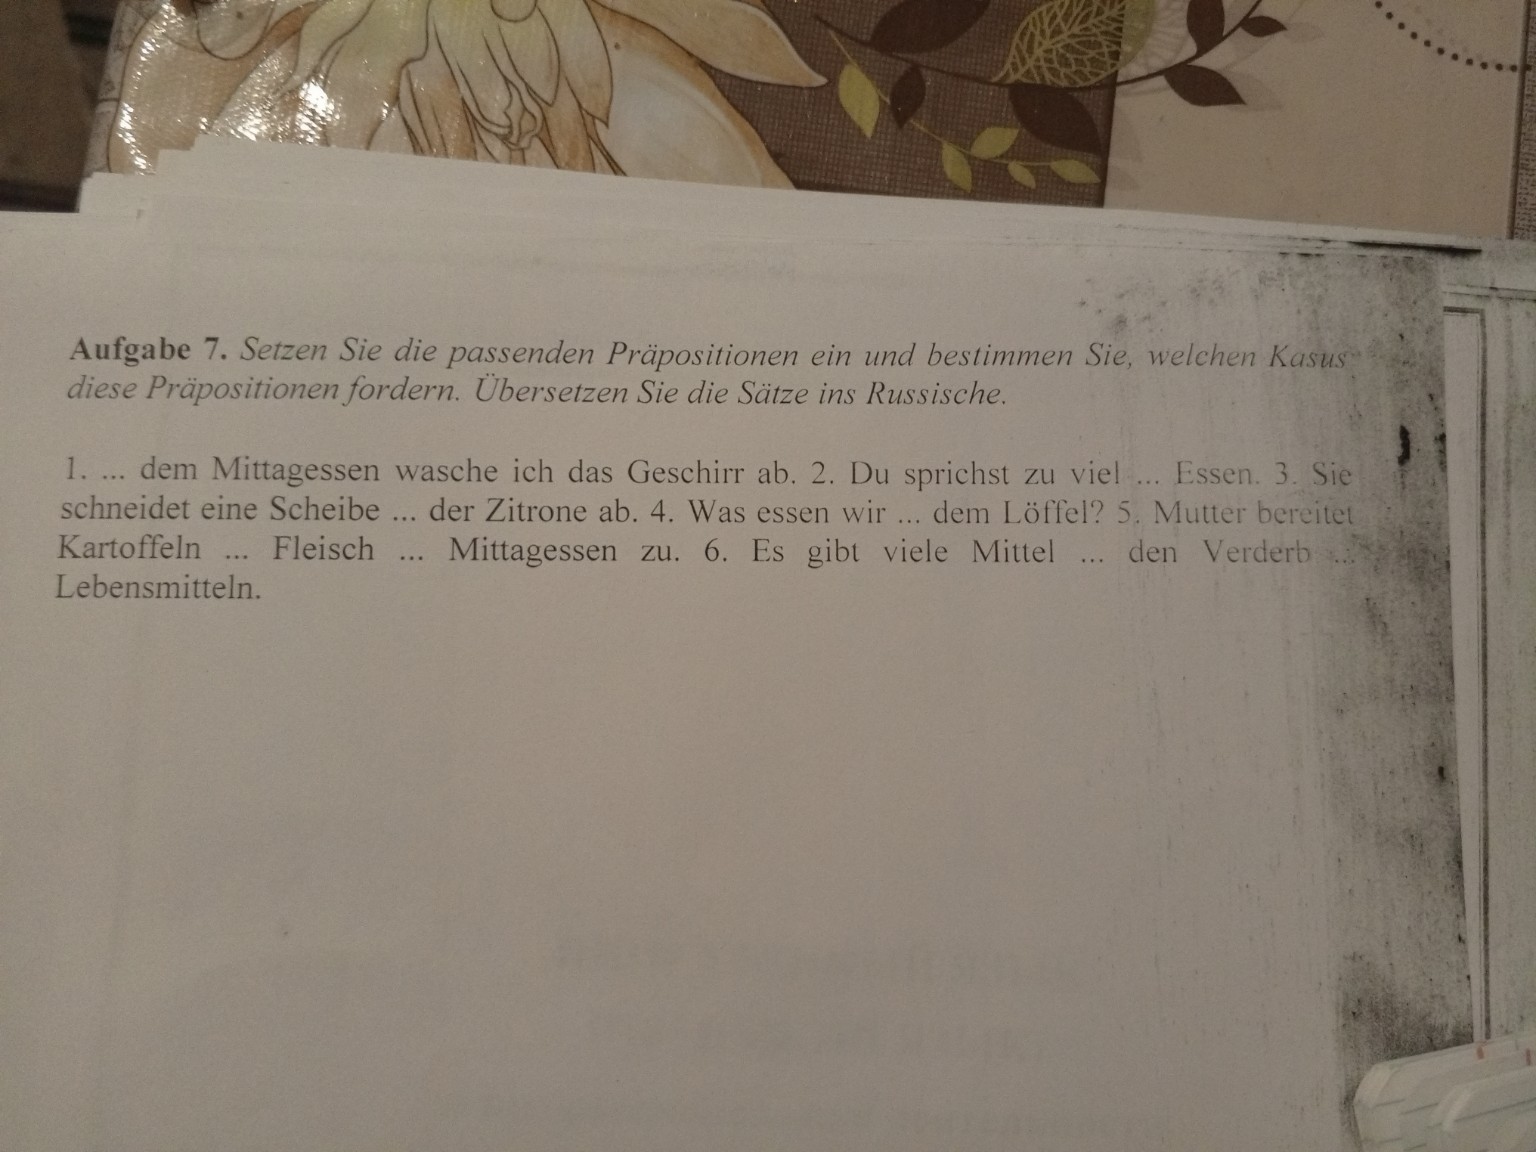 Aufgabe 7. Setzen Sie die passenden Präpositionen ein und bestimmen Sie, welchen Kasus
diese Präpositionen fordern. Übersetzen Sie die Sätze ins Russische.
1. ... dem Mittagessen wasche ich das Geschirr ab. 2. Du sprichst zu viel ... Essen. 3. Sie
schneidet eine Scheibe ... der Zitrone ab. 4. Was essen wir ... dem Löffel? 5. Mutter bereitet
Kartoffeln ... Fleisch ... Mittagessen zu. 6. Es gibt viele Mittel ... den Verderb ...
Lebensmitteln.